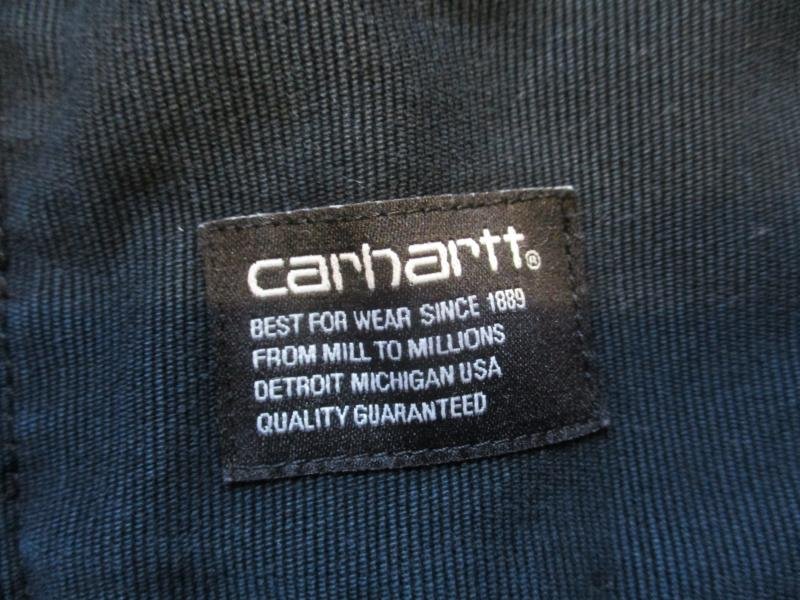 carhartt®
BEST FOR WEAR SINCE 1889
FROM MILL TO MILLIONS
DETROIT MICHIGAN USA
QUALITY GUARANTEED